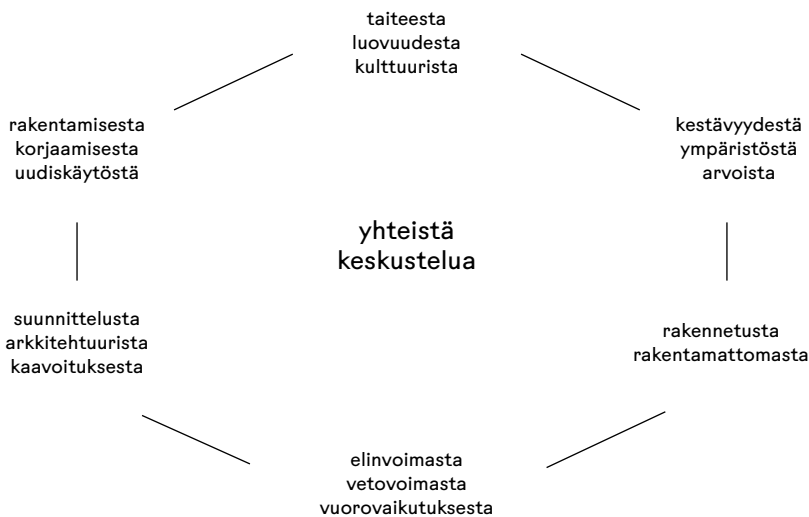 taiteesta
luovuudesta
kulttuurista
rakentamisesta
korjaamisesta
uudiskäytöstä
kestävyydestä
ympäristöstä
arvoista
yhteistä
keskustelua
suunnittelusta
arkkitehtuurista
kaavoituksesta
rakennetusta
rakentamattomasta
elinvoimasta
vetovoimasta
vuorovaikutuksesta